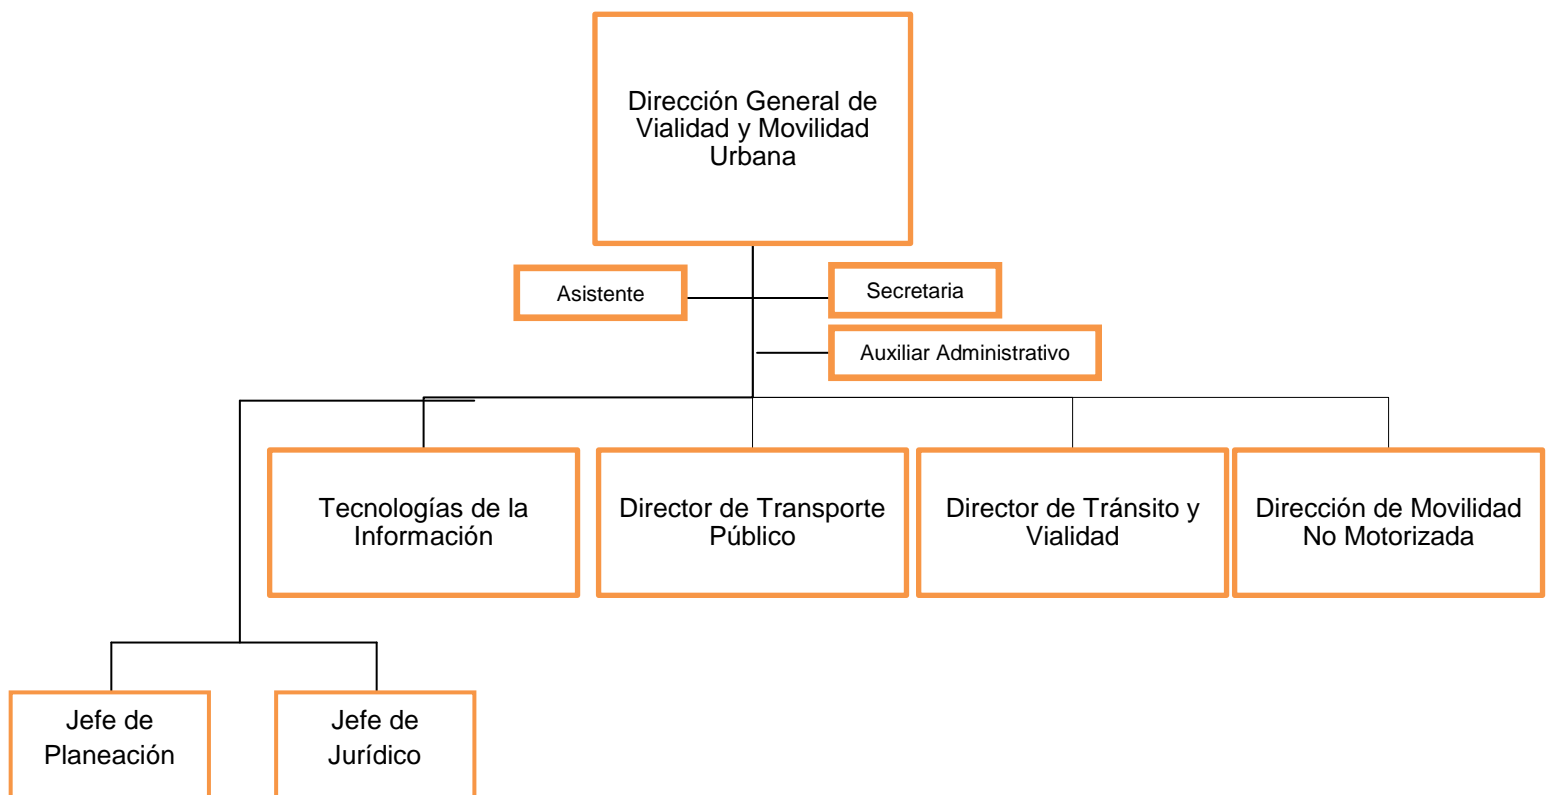 Dirección General de
Vialidad y Movilidad
Urbana
Asistente
Secretaria
Auxiliar Administrativo
Tecnologías de la
Información
Director de Transporte
Público
Director de Tránsito y
Vialidad
Dirección de Movilidad
No Motorizada
Jefe de
Planeación
Jefe de
Jurídico